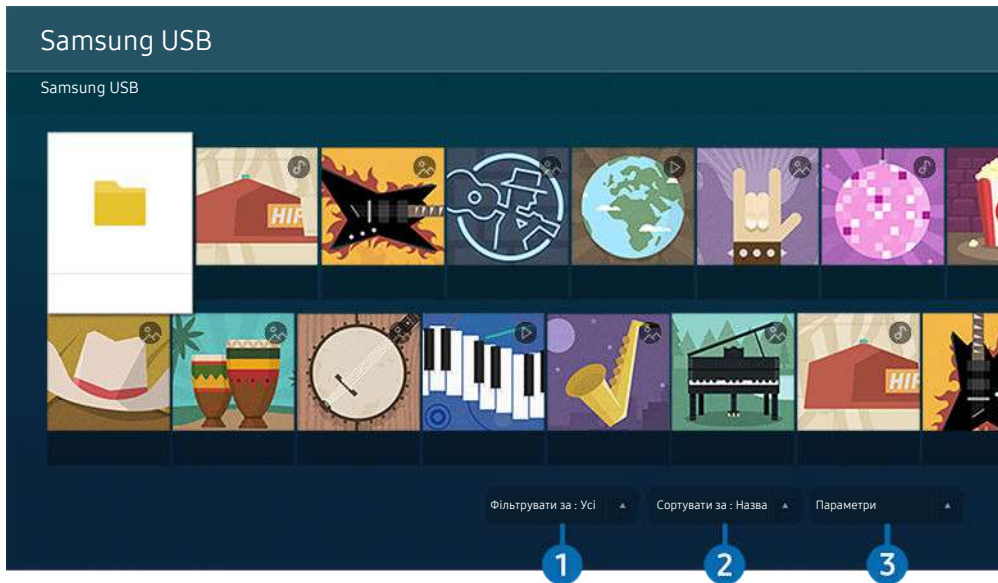 Samsung USB
Samsung USB
HIF
HIF
Фільтрувати за : Усі
Сортувати за : Назва
Параметри
1
2
3